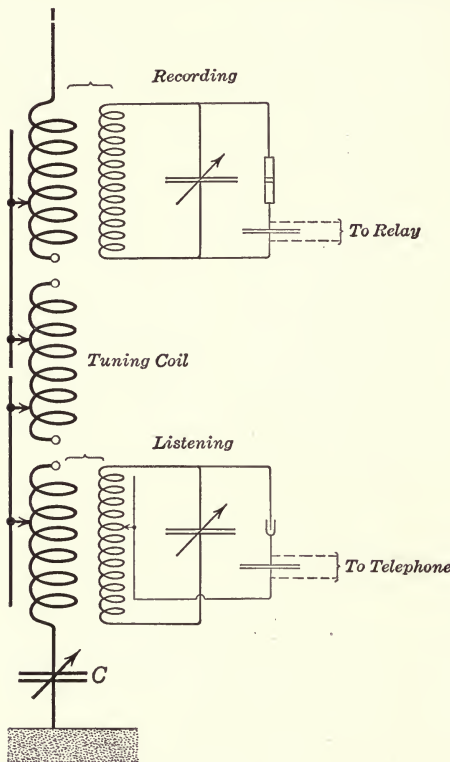 Recording
To Relay
Tuning Coil
Listening
To Telephone
C